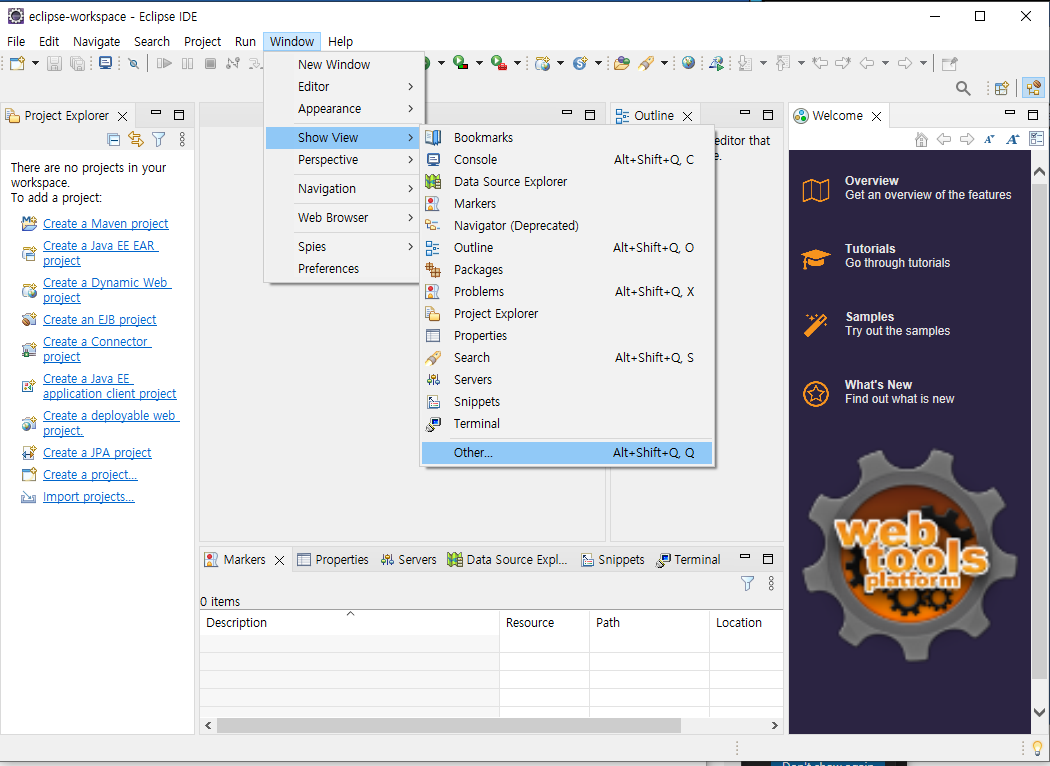 eclipse-workspace - Eclipse IDE
File Edit Navigate Search Project Run Window Help
New Window
Editor
Appearance
Show View
Perspective
Navigation
Web Browser
Spies
Preferences
Bookmarks
Console Alt+Shift+Q, C
Data Source Explorer
Markers
Navigator (Deprecated)
Outline Alt+Shift+Q, O
Packages
Problems Alt+Shift+Q, X
Project Explorer
Properties
Search Alt+Shift+Q, S
Servers
Snippets
Terminal
Other... Alt+Shift+Q, Q
Project Explorer
There are no projects in your
workspace.
To add a project:
Create a Maven project
Create a Java EE EAR
project
Create a Dynamic Web
project
Create an EJB project
Create a Connector
project
Create a Java EE
application client project
Create a deployable web
project.
Create a JPA project
Create a project...
Import projects...
Outline
editor that
e.
Welcome
Overview
Get an overview of the features
Tutorials
Go through tutorials
Samples
Try out the samples
What's New
Find out what is new
web
tools
platform
Markers Properties Servers Data Source Expl... Snippets Terminal
0 items
Description Resource Path Location
Don't show again